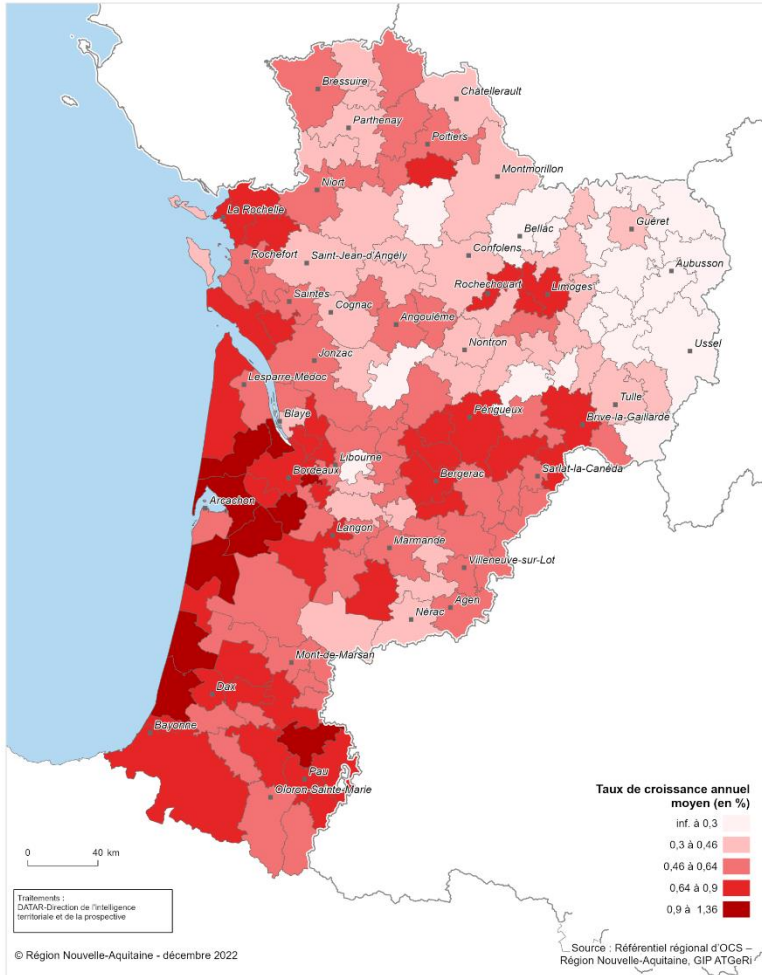 Bressuire
Châtellerault
Parthenay
Poitiers
Montmorillon
Niort
La Rochelle
Guéret
Bellac
Rochefort
Saint-Jean-d'Angély
Confolens
Aubusson
Rochechouart
Limoges
Saintes
Cognac
Angoulême
Ussel
Nontron
Jonzac
Lesparre-Médoc
Tulle
Périgueux
Blaye
Brive-la-Gaillarde
Libourne
Bordeaux
Bergerac
Sarlat-la-Canéda
Arcachon
Langon
Marmande
Villeneuve-sur-Lot
Agen
Nérac
Mont-de-Marsan
Dax
Bayonne
Pau
Oloron-Sainte-Marie
Taux de croissance annuel
moyen (en %)
inf. à 0,3
0,3 à 0,46
0,46 à 0,64
0,64 à 0,9
0,9 à 1,36
0 40 km
Traitements :
DATAR-Direction de l'intelligence
territoriale et de la prospective
© Région Nouvelle-Aquitaine - décembre 2022
Source : Référentiel régional d'OCS –
Région Nouvelle-Aquitaine, GIP ATGeRi